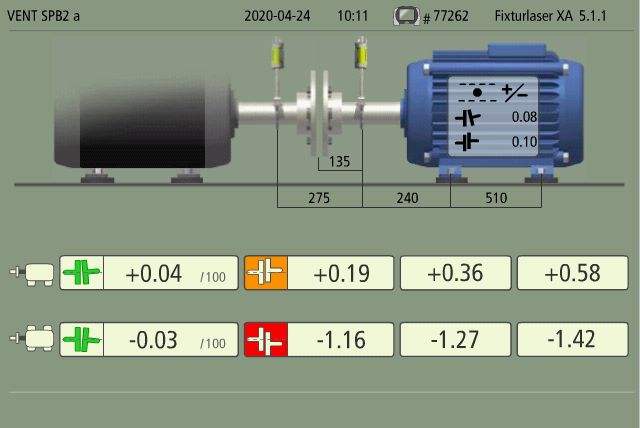 VENT SPB2 a 2020-04-24 10:11 # 77262 Fixturlaser XA 5.1.1
+/-
0.08
0.10
135
275 240 510
+0.04 /100 +0.19 +0.36 +0.58
-0.03 /100 -1.16 -1.27 -1.42